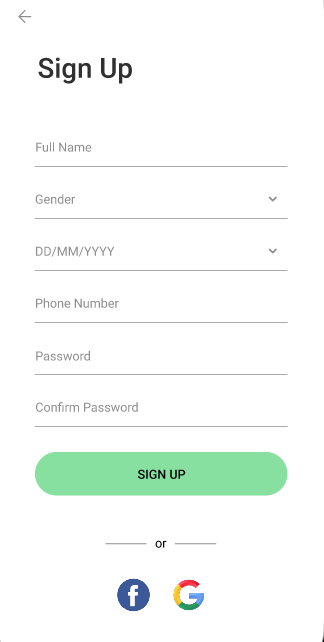 Sign Up
Full Name
Gender
DD/MM/YYYY
Phone Number
Password
Confirm Password
SIGN UP
or